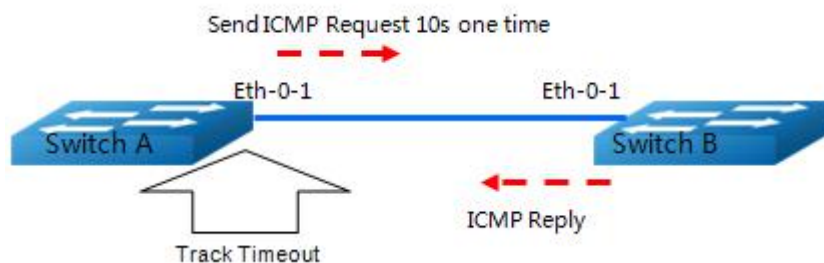 Send ICMP Request 10s one time
Eth-0-1
Eth-0-1
Switch A
Switch B
ICMP Reply
Track Timeout